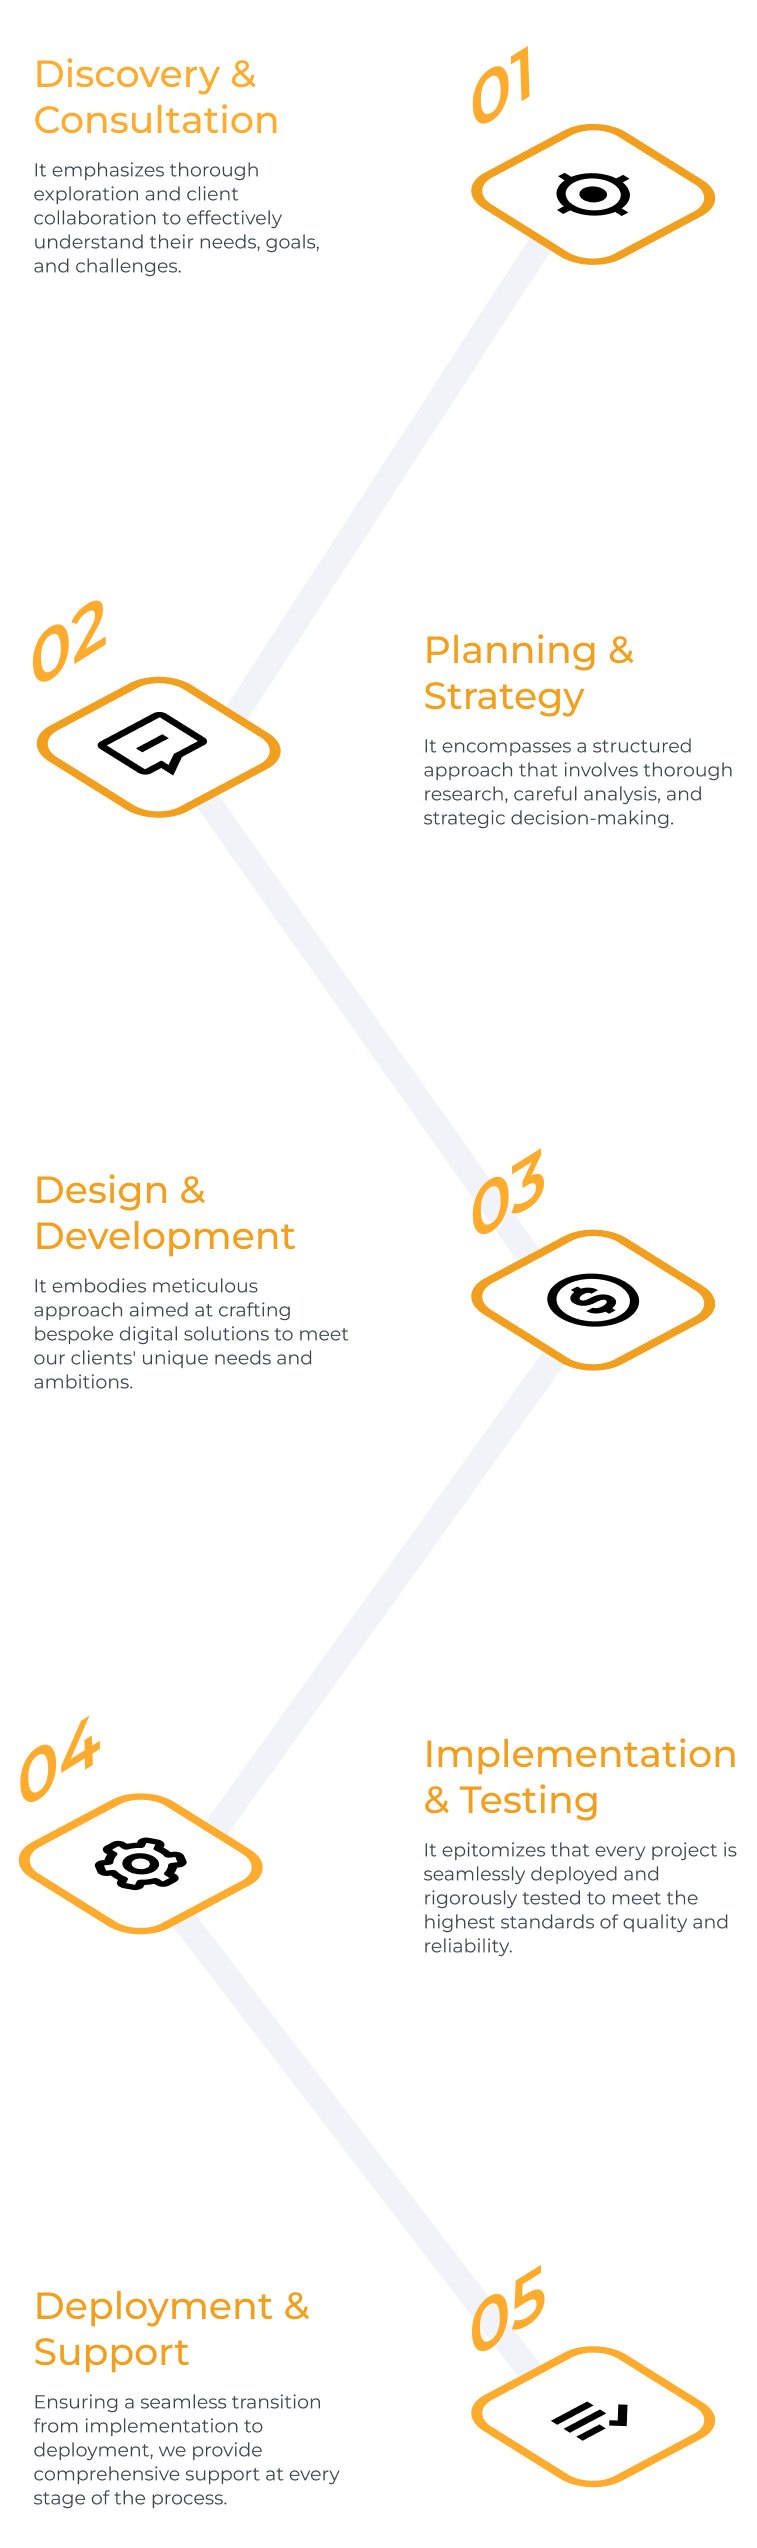 01
Discovery &
Consultation
It emphasizes thorough
exploration and client
collaboration to effectively
understand their needs, goals,
and challenges.
02
Planning &
Strategy
It encompasses a structured
approach that involves thorough
research, careful analysis, and
strategic decision-making.
03
Design &
Development
It embodies meticulous
approach aimed at crafting
bespoke digital solutions to meet
our clients' unique needs and
ambitions.
04
Implementation
& Testing
It epitomizes that every project is
seamlessly deployed and
rigorously tested to meet the
highest standards of quality and
reliability.
05
Deployment &
Support
Ensuring a seamless transition
from implementation to
deployment, we provide
comprehensive support at every
stage of the process.